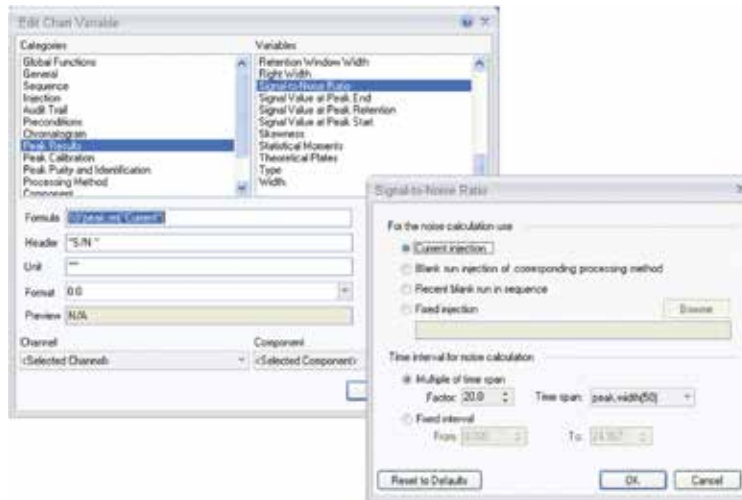 Edit Chart Variable
Categories
Global Functions
General
Sequence
Injection
Audit Trail
Preconditions
Chromatogram
Peak Results
Peak Calibration
Peak Purity and Identification
Processing Method
Component
Variables
Retention Window Width
Right Width
Signal-to-Noise Ratio
Signal Value at Peak End
Signal Value at Peak Retention
Signal Value at Peak Start
Skewness
Statistical Moments
Theoretical Plates
Type
Width
Formula
Header "S/N "
Unit ""
Format 0.0
Preview N/A
Channel
<Selected Channel>
Component
<Selected Component>
Signal-to-Noise Ratio
For the noise calculation use
Current injection
Blank run injection of corresponding processing method
Recent blank run in sequence
Fixed injection
Browse
Time interval for noise calculation
Multiple of time span
Factor: 20.0 Time span: peak.width(50)
Fixed interval
From: To:
Reset to Defaults OK Cancel